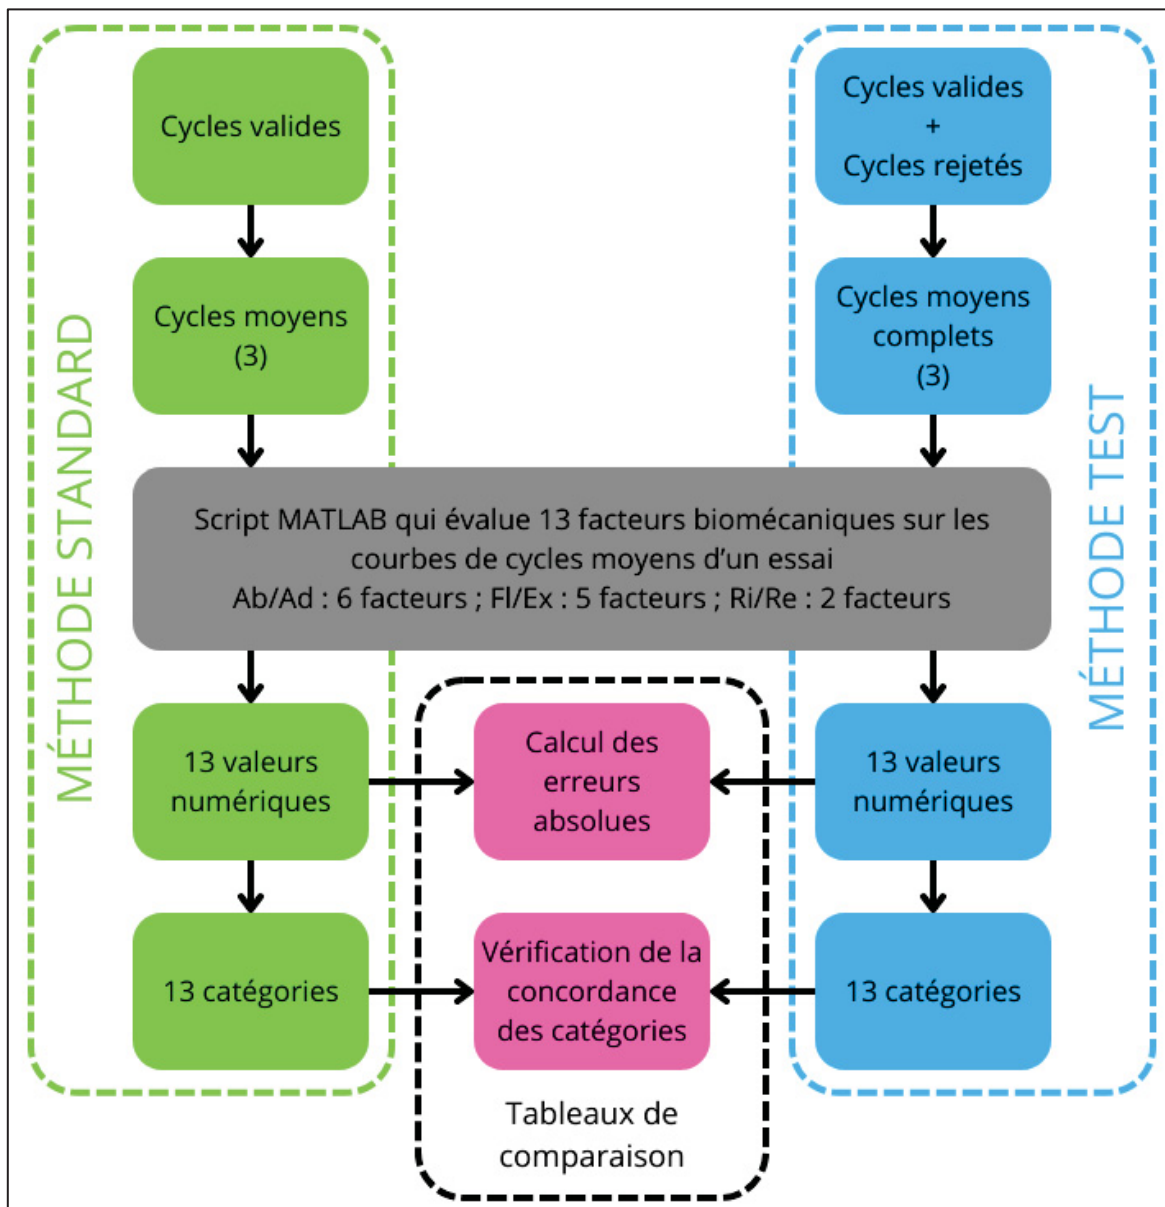 MÉTHODE STANDARD
Cycles valides
Cycles moyens
(3)
MÉTHODE TEST
Cycles valides
+
Cycles rejetés
Cycles moyens
complets
(3)
Script MATLAB qui évalue 13 facteurs biomécaniques sur les
courbes de cycles moyens d'un essai
Ab/Ad : 6 facteurs ; Fl/Ex : 5 facteurs ; Ri/Re : 2 facteurs
13 valeurs
numériques
Calcul des
erreurs
absolues
13 valeurs
numériques
13 catégories
Vérification de la
concordance
des catégories
13 catégories
Tableaux de
comparaison